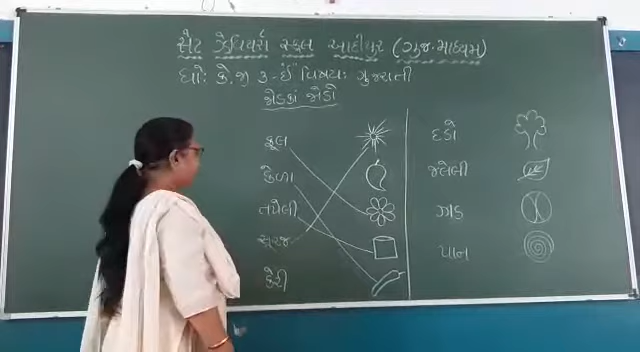 સેંટ ઝેવિયર્સ સ્કૂલ આદીપુર (ગુજ. માધ્યમ)
ધો: કે.જી ૩-ઈ વિષય: ગુજરાતી
જોડકાં જોડો
ફૂલ
કેળા
તપેલી
સૂરજ
કેરી
દડો
જલેબી
ઝાડ
પાન